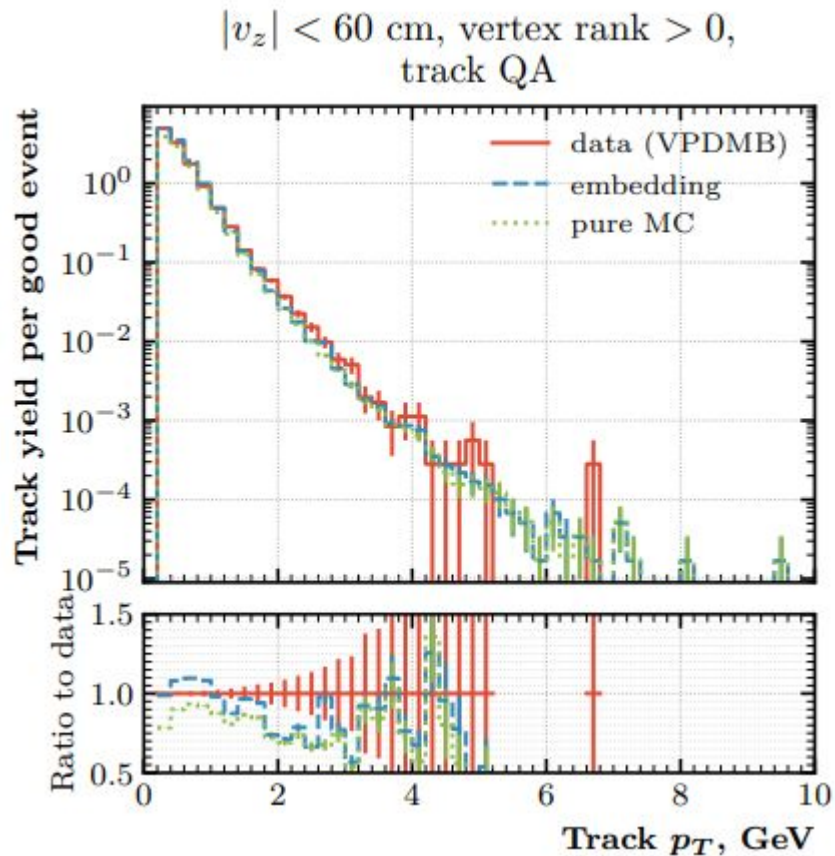 |v_z| < 60 cm, vertex rank > 0,
track QA
data (VPDMB)
embedding
pure MC
Track yield per good event
10^0
10^−1
10^−2
10^−3
10^−4
10^−5
Ratio to data
1.5
1.0
0.5
0 2 4 6 8 10
Track p_T, GeV